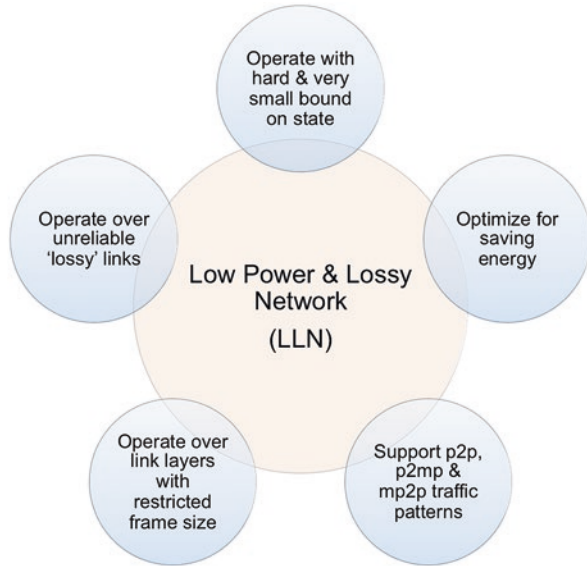 Operate with
hard & very
small bound
on state
Operate over
unreliable
‘lossy’ links
Optimize for
saving
energy
Low Power & Lossy
Network
(LLN)
Operate over
link layers
with
restricted
frame size
Support p2p,
p2mp &
mp2p traffic
patterns